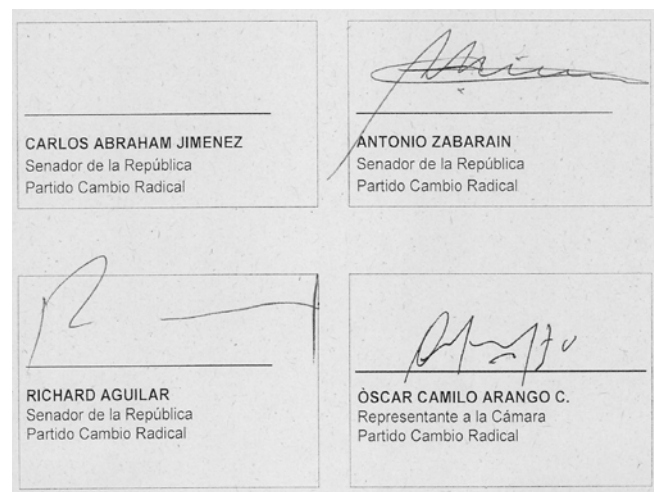 CARLOS ABRAHAM JIMENEZ
Senador de la República
Partido Cambio Radical
ANTONIO ZABARAIN
Senador de la República
Partido Cambio Radical
RICHARD AGUILAR
Senador de la República
Partido Cambio Radical
ÒSCAR CAMILO ARANGO C.
Representante a la Cámara
Partido Cambio Radical